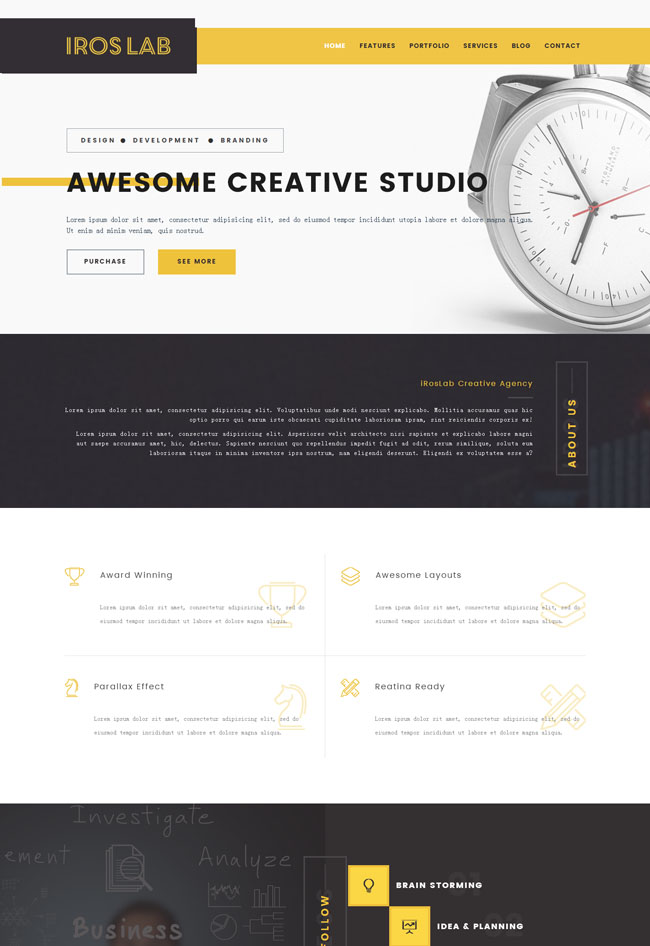 IROS LAB
HOME FEATURES PORTFOLIO SERVICES BLOG CONTACT
DESIGN ● DEVELOPMENT ● BRANDING
AWESOME CREATIVE STUDIO
Lorem ipsum dolor sit amet, consectetur adipisicing elit, sed do eiusmod tempor incididunt utopia labore et dolore magna aliqua.
Ut enim ad minim veniam, quis nostrud.
PURCHASE SEE MORE
iRosLab Creative Agency
Lorem ipsum dolor sit amet, consectetur adipisicing elit. Voluptatibus unde modi nesciunt explicabo. Mollitia accusamus quas hic
optio porro qui earum iste obcaecati cupiditate laboriosam ipsam, sint reiciendis corporis ex!
Lorem ipsum dolor sit amet, consectetur adipisicing elit. Asperiores velit architecto nisi sapiente et explicabo labore magni
aut saepe accusamus amet, hic, delectus. Sapiente nesciunt quo repellendus impedit fugit ad odit, rerum similique, soluta eum
laboriosam itaque in minima inventore ipsa nostrum, nam eligendi deserunt. Eligendi ex voluptatem esse a?
ABOUT US
Award Winning
Lorem ipsum dolor sit amet, consectetur adipisicing elit, sed do
eiusmod tempor incididunt ut labore et dolore magna aliqua.
Awesome Layouts
Lorem ipsum dolor sit amet, consectetur adipisicing elit, sed do
eiusmod tempor incididunt ut labore et dolore magna aliqua.
Parallax Effect
Lorem ipsum dolor sit amet, consectetur adipisicing elit, sed do
eiusmod tempor incididunt ut labore et dolore magna aliqua.
Reatina Ready
Lorem ipsum dolor sit amet, consectetur adipisicing elit, sed do
eiusmod tempor incididunt ut labore et dolore magna aliqua.
Investigate
ement
Analyze
Business
FOLLOW
01
BRAIN STORMING
IDEA & PLANNING